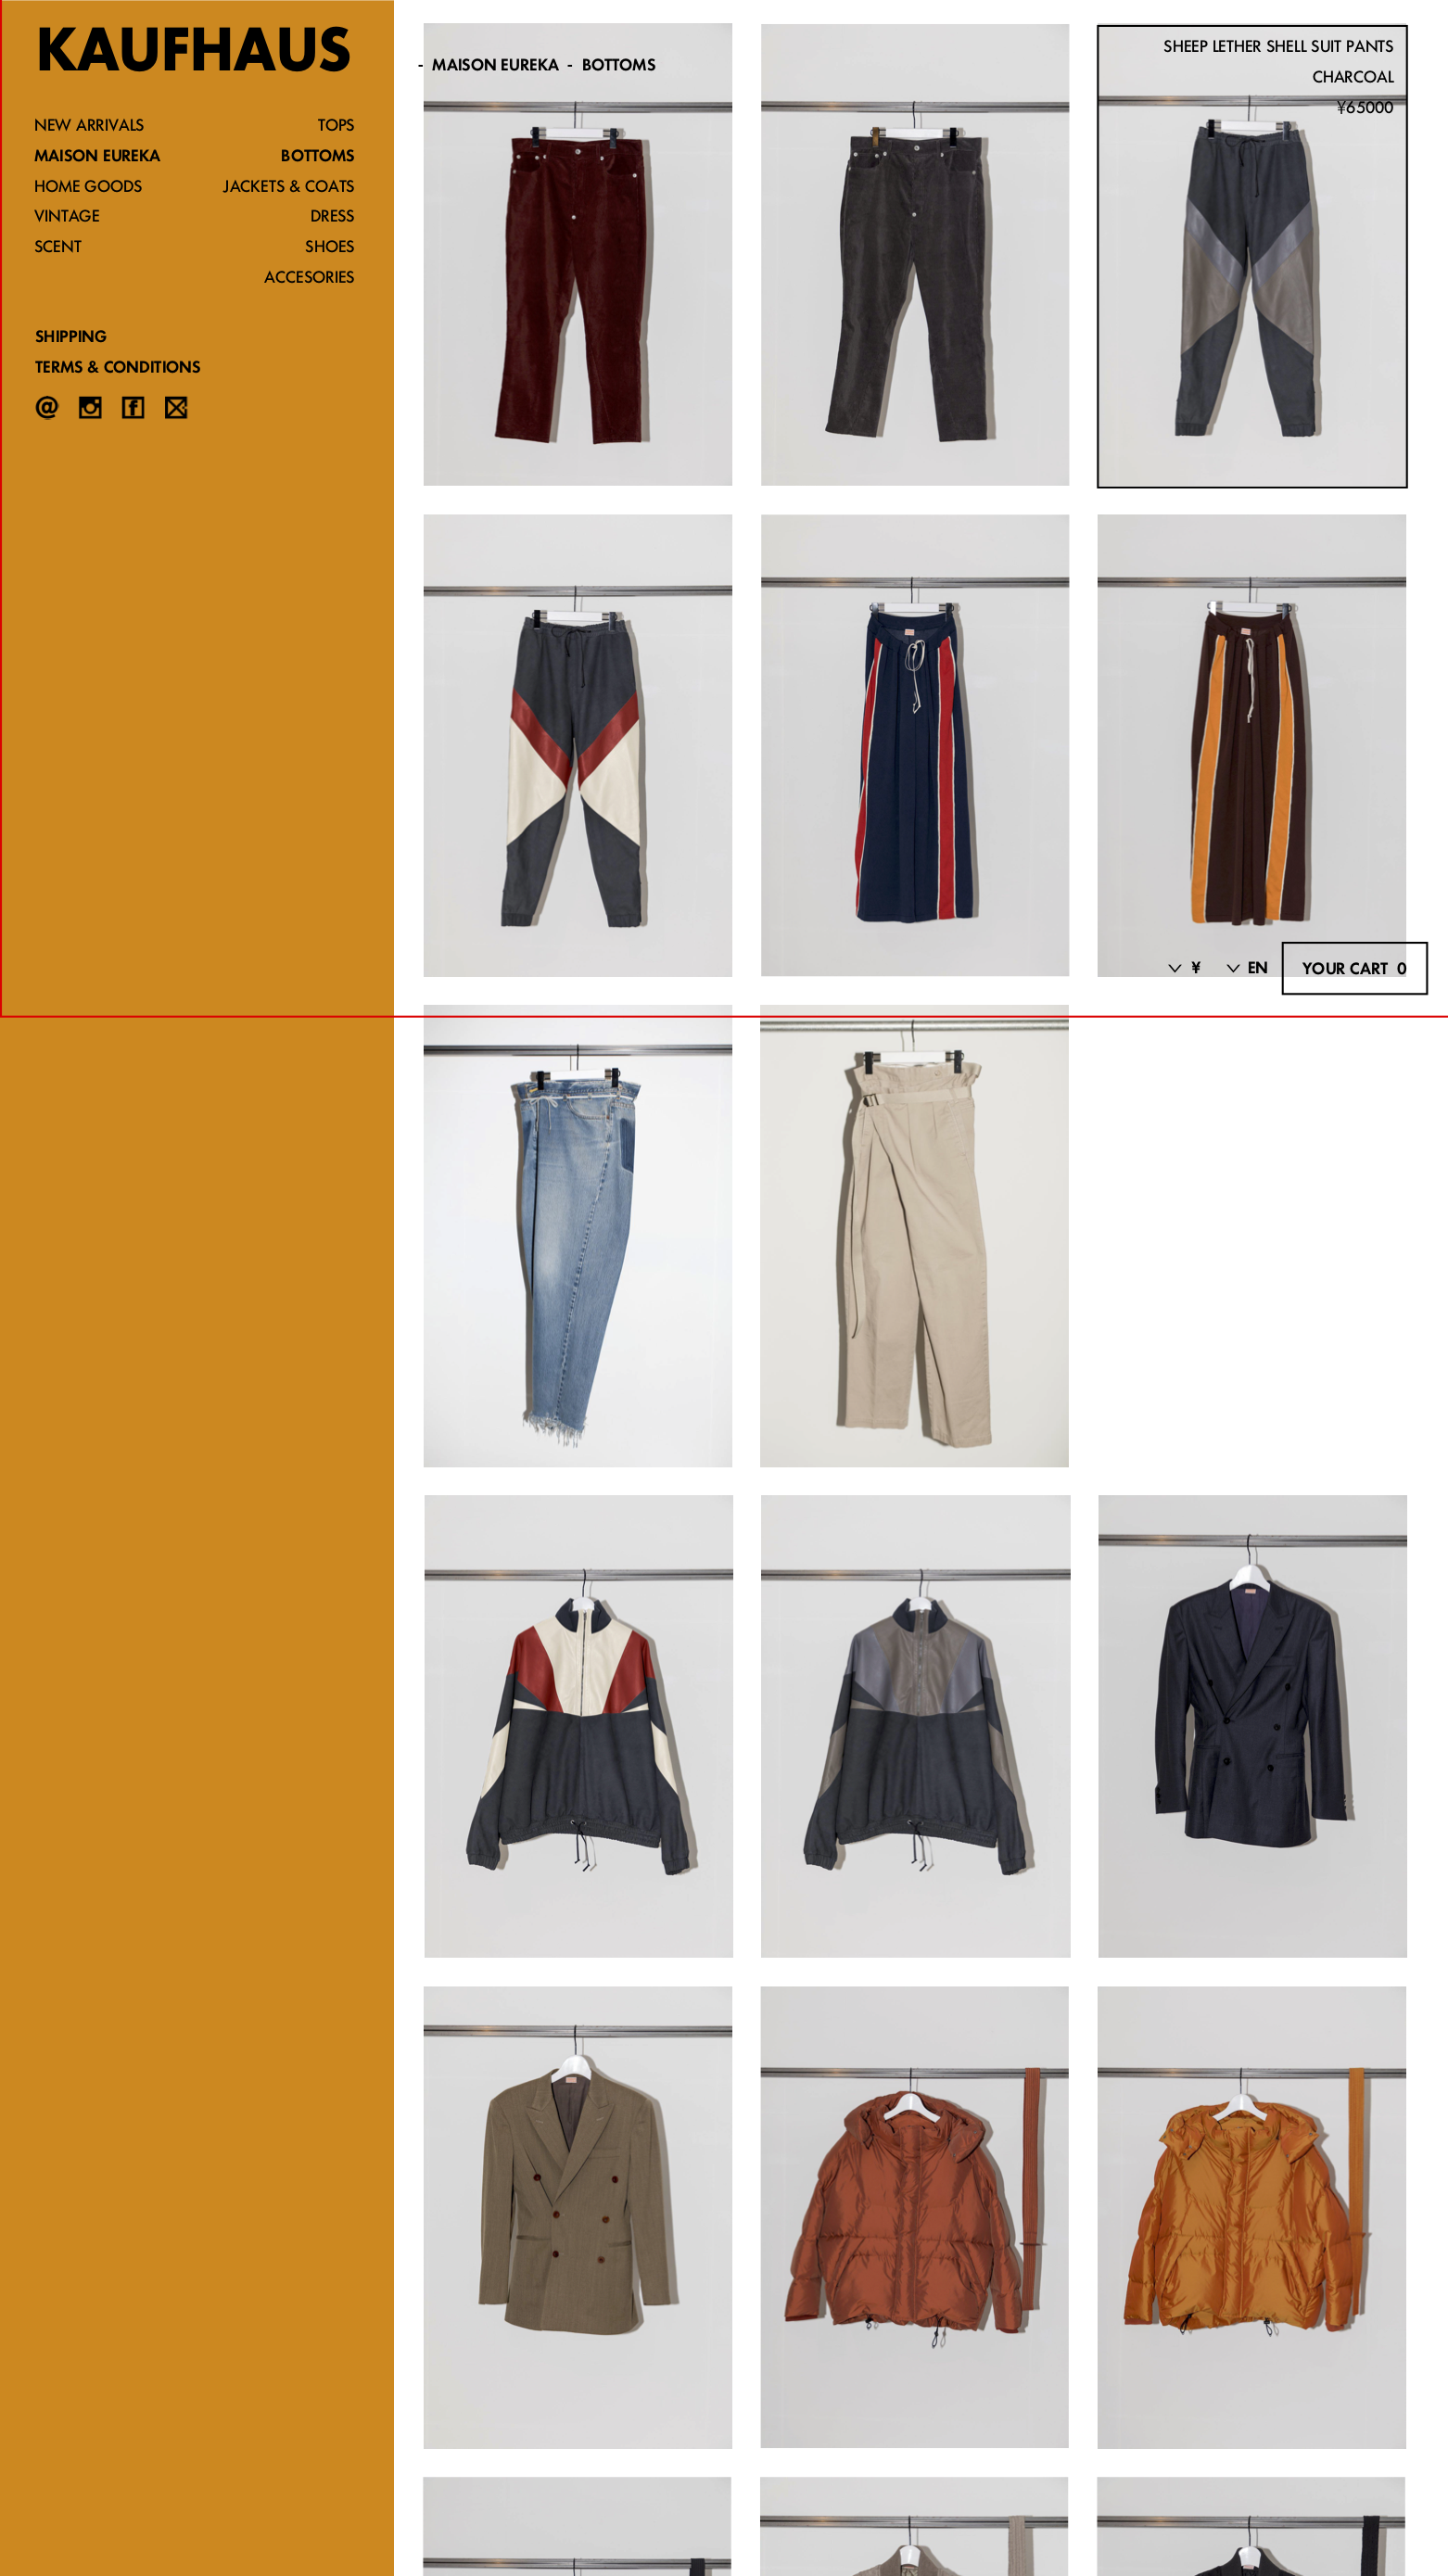 KAUFHAUS
NEW ARRIVALS
MAISON EUREKA
HOME GOODS
VINTAGE
SCENT
TOPS
BOTTOMS
JACKETS & COATS
DRESS
SHOES
ACCESORIES
SHIPPING
TERMS & CONDITIONS
- MAISON EUREKA - BOTTOMS
SHEEP LETHER SHELL SUIT PANTS
CHARCOAL
¥65000
¥
EN
YOUR CART 0